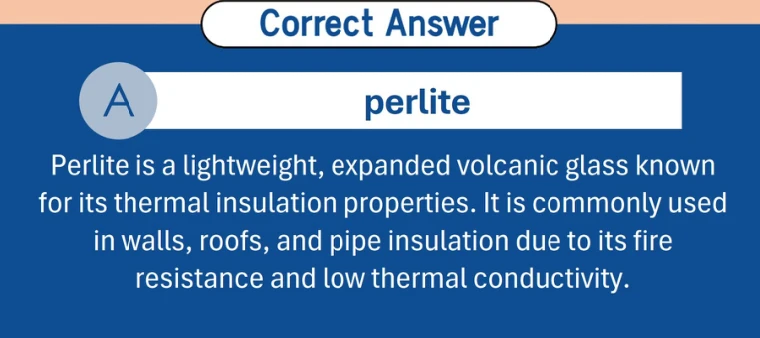 Correct Answer
A
perlite
Perlite is a lightweight, expanded volcanic glass known
for its thermal insulation properties. It is commonly used
in walls, roofs, and pipe insulation due to its fire
resistance and low thermal conductivity.